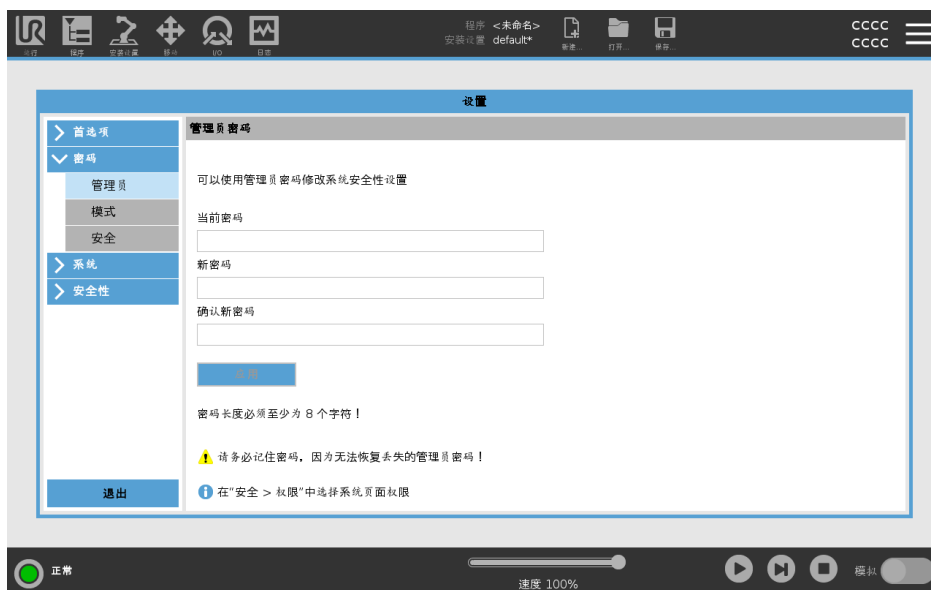 UR
运行 程序 安装设置 移动 I/O 日志
程序 <未命名>
安装设置 default*
新建... 打开... 保存...
CCCC
CCCC
设置
首选项
密码
管理员
模式
安全
系统
安全性
退出
管理员密码
可以使用管理员密码修改系统安全性设置
当前密码
新密码
确认新密码
应用
密码长度必须至少为 8 个字符！
请务必记住密码，因为无法恢复丢失的管理员密码！
在“安全 > 权限”中选择系统页面权限
正常
速度 100%
模拟